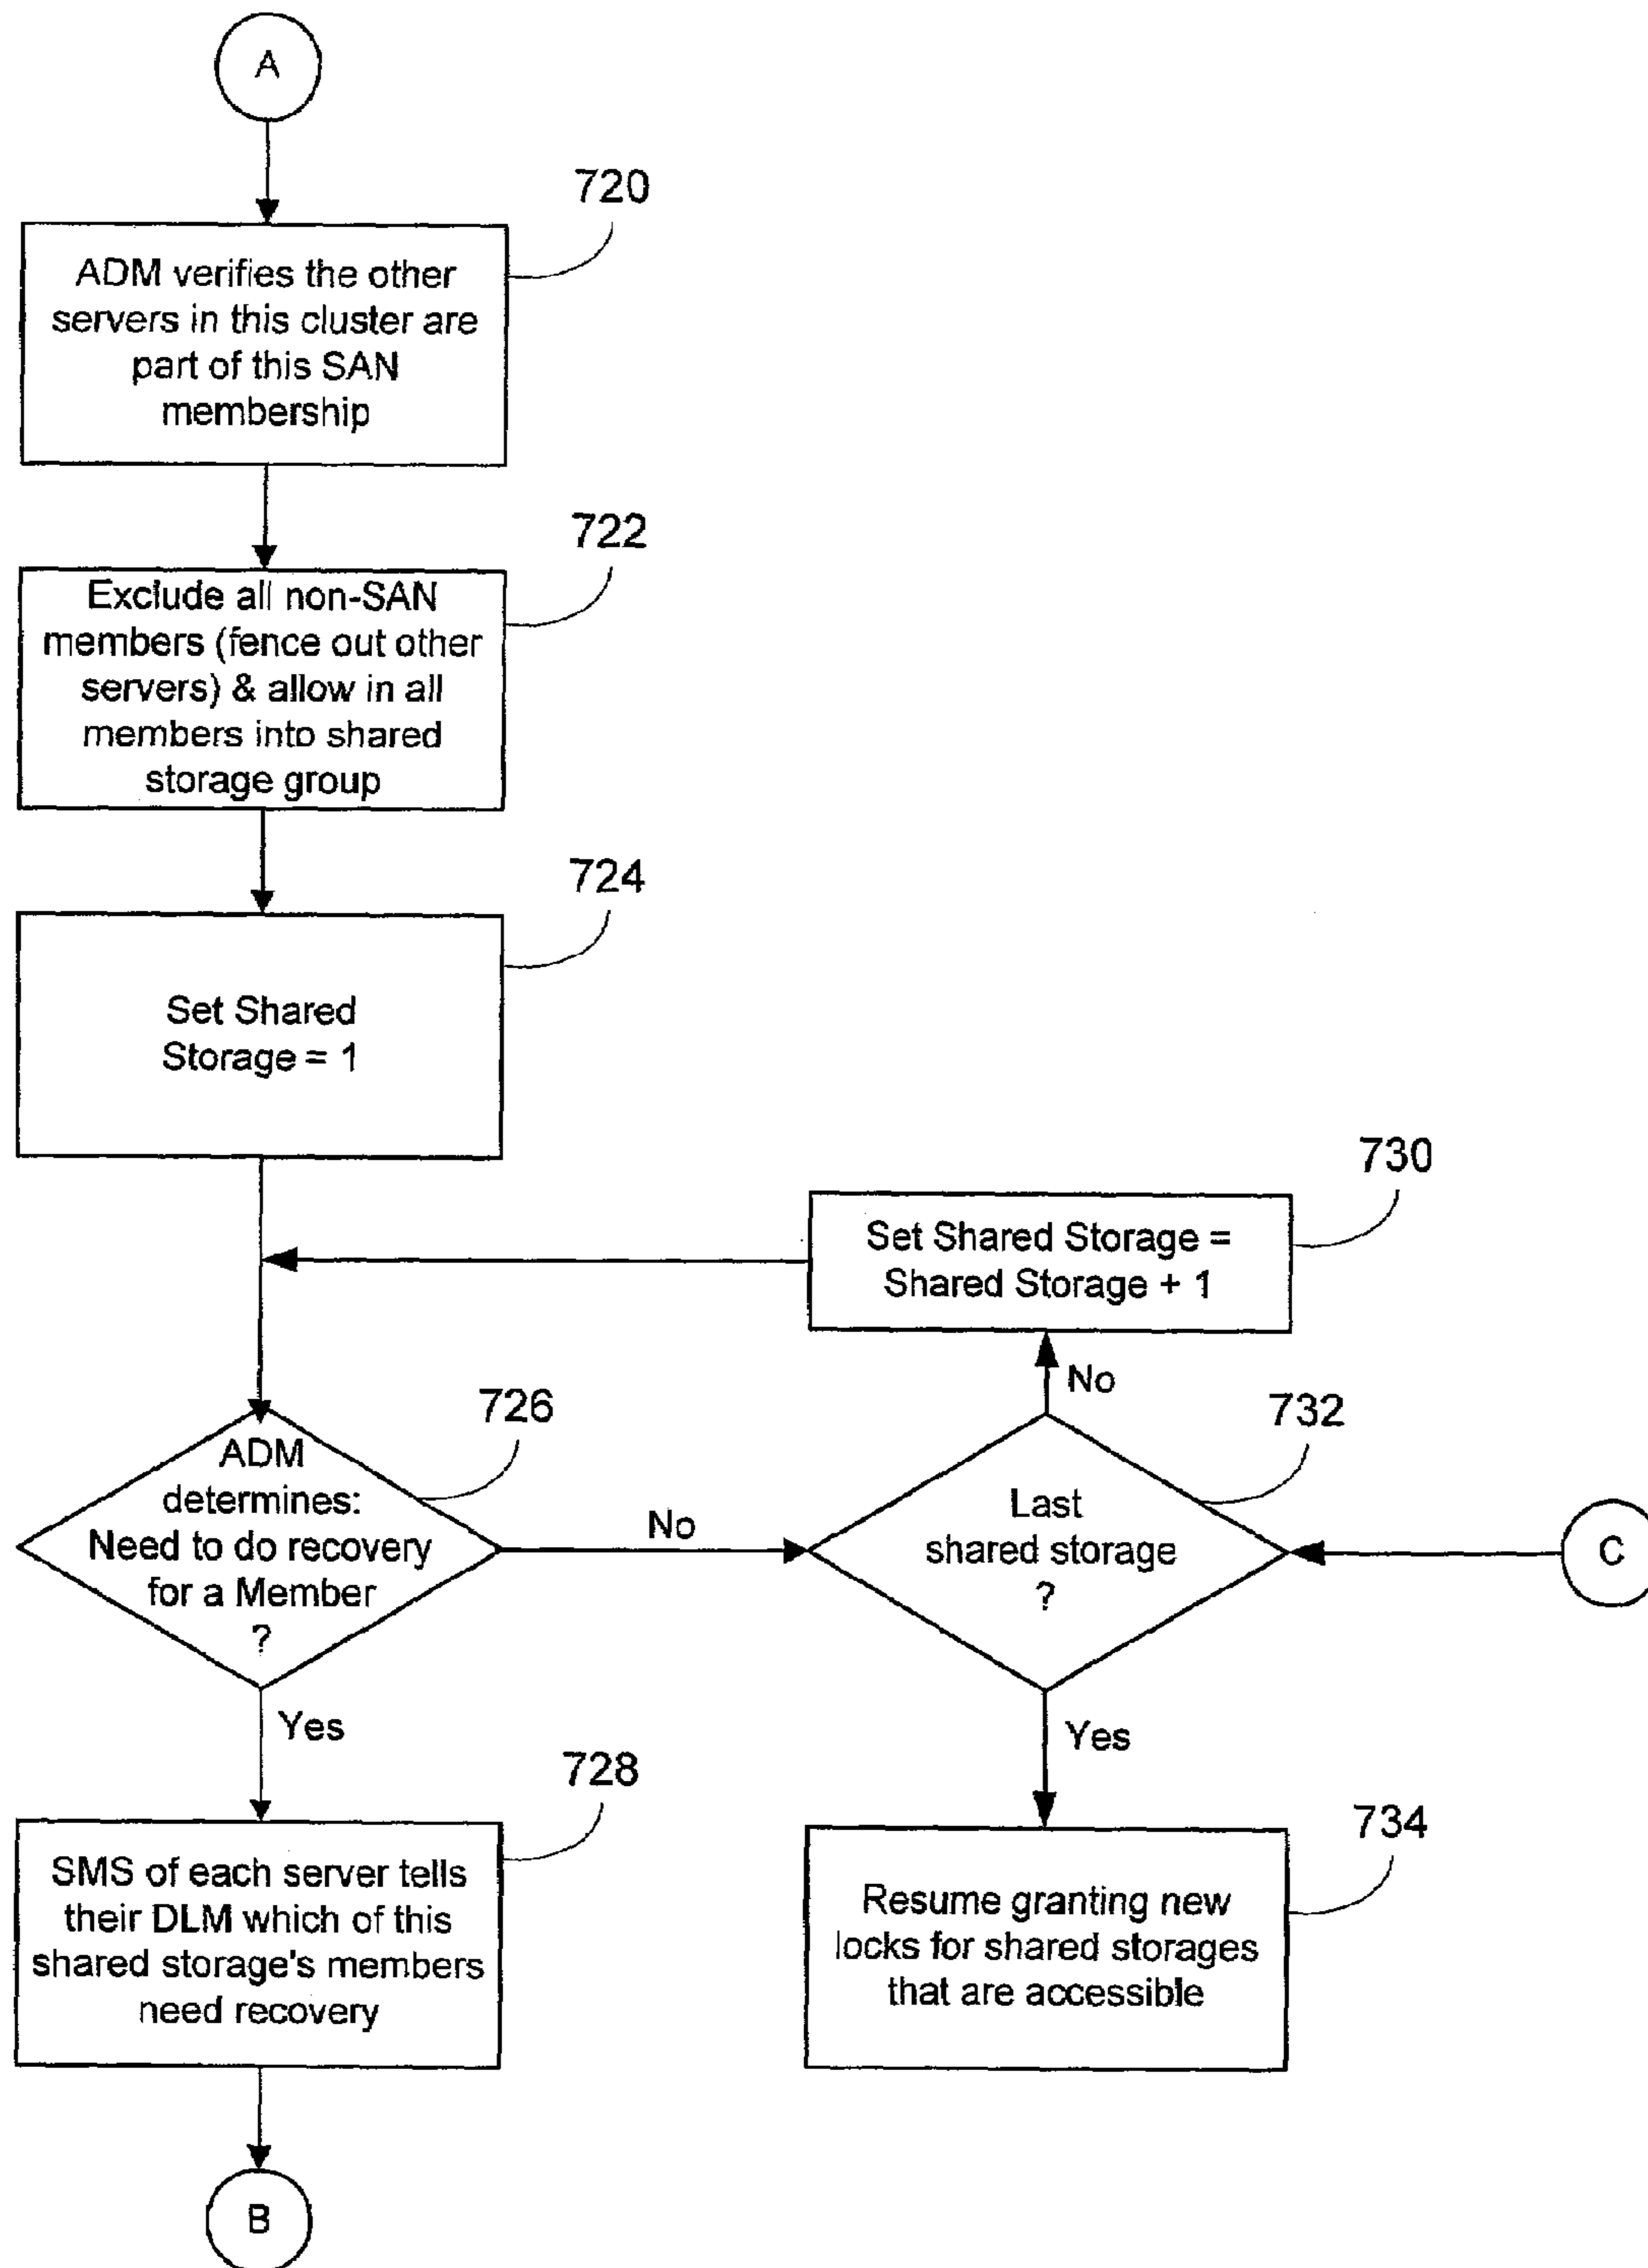 A
720
ADM verifies the other
servers in this cluster are
part of this SAN
membership
722
Exclude all non-SAN
members (fence out other
servers) & allow in all
members into shared
storage group
724
Set Shared
Storage = 1
730
Set Shared Storage =
Shared Storage + 1
No
726
ADM
determines:
Need to do recovery
for a Member
?
No
732
Last
shared storage
?
C
Yes
Yes
728
SMS of each server tells
their DLM which of this
shared storage's members
need recovery
734
Resume granting new
locks for shared storages
that are accessible
B